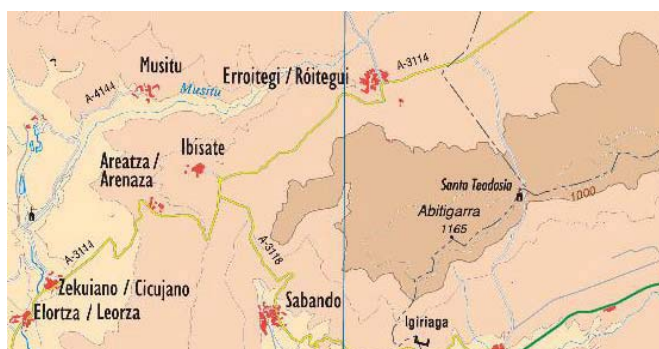 Musitu
A-4144
Musitu
Erroitegi / Róitegui
A-3114
Areatza /
Arenaza
Ibisate
Santa Teodosia
1000
Abitigarra
1165
A-3114
A-3118
Zekuiano / Cicujano
Elortza / Leorza
Sabando
Igiriaga